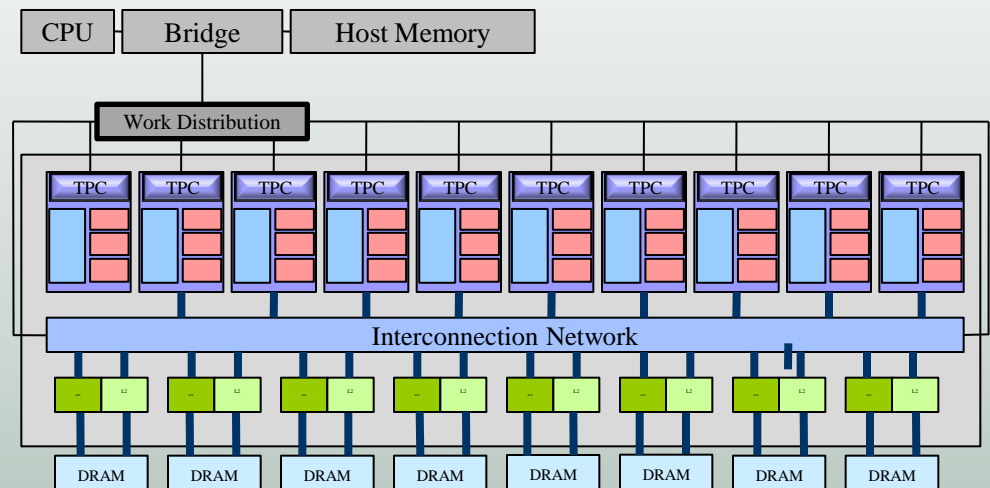 CPU Bridge Host Memory
Work Distribution
TPC TPC TPC TPC TPC TPC TPC TPC TPC TPC
Interconnection Network
L2 L2 L2 L2 L2 L2 L2 L2
DRAM DRAM DRAM DRAM DRAM DRAM DRAM DRAM